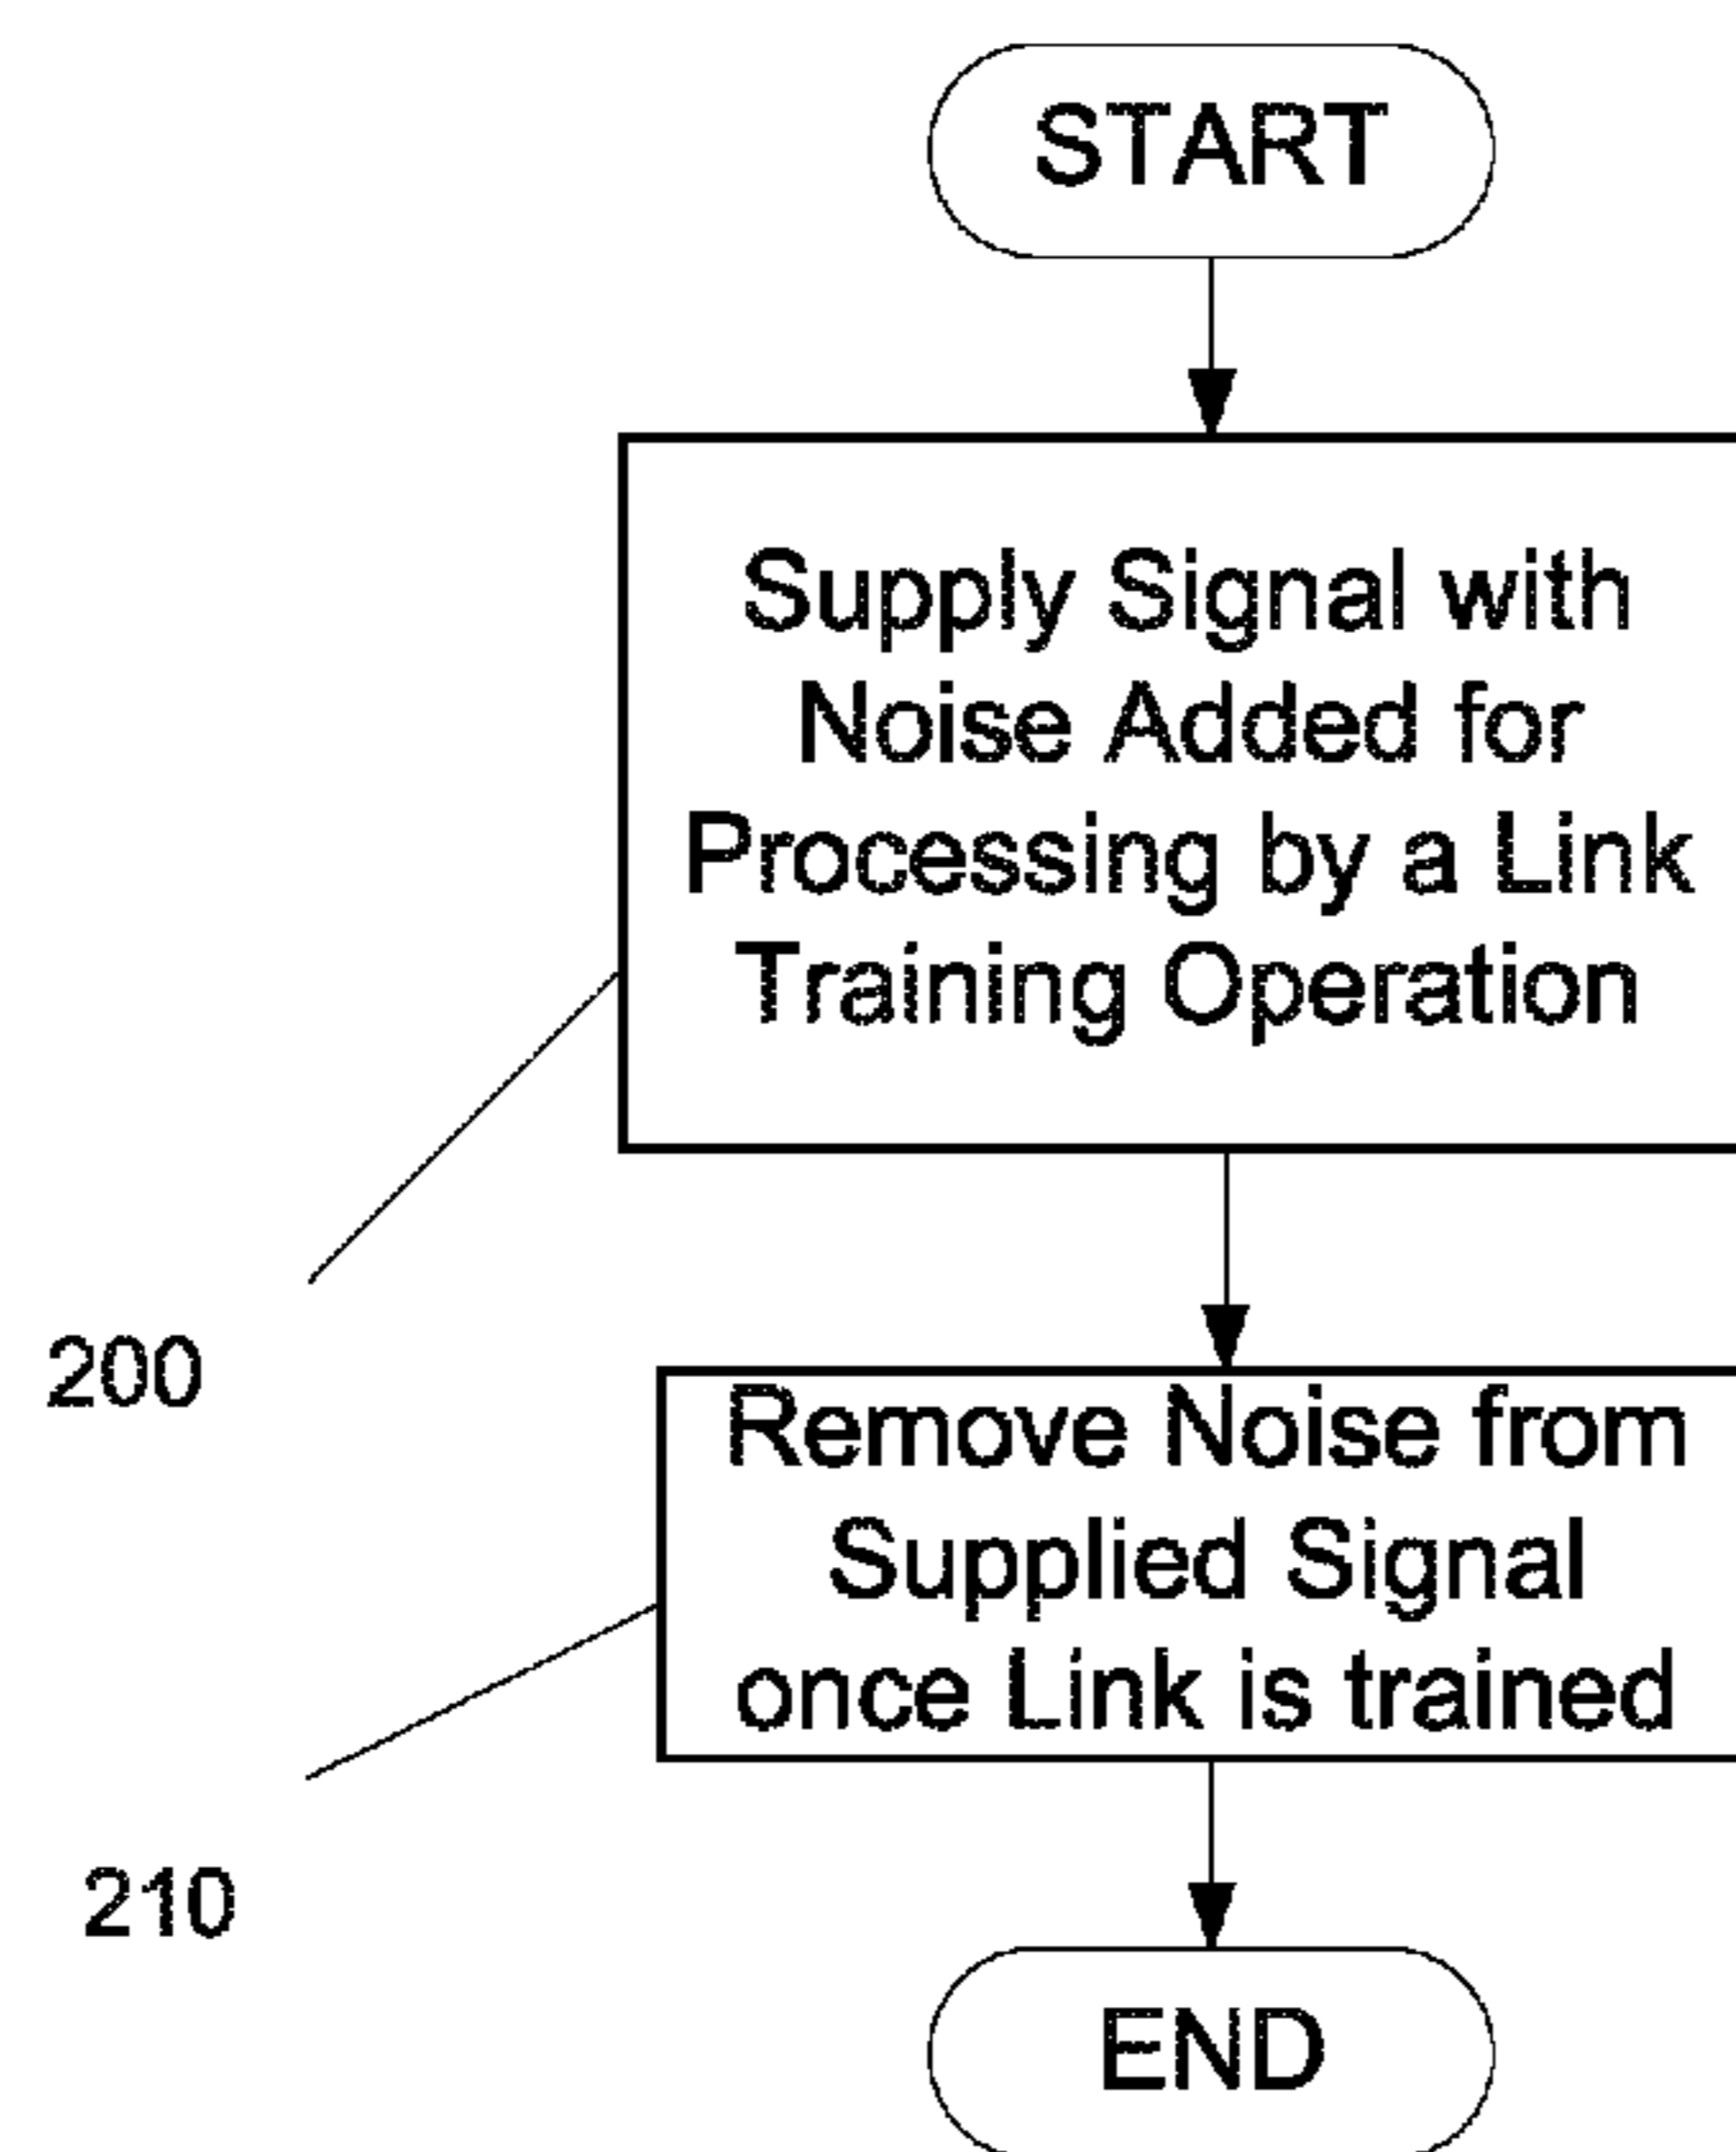 START
Supply Signal with
Noise Added for
Processing by a Link
Training Operation
200
Remove Noise from
Supplied Signal
once Link is trained
210
END